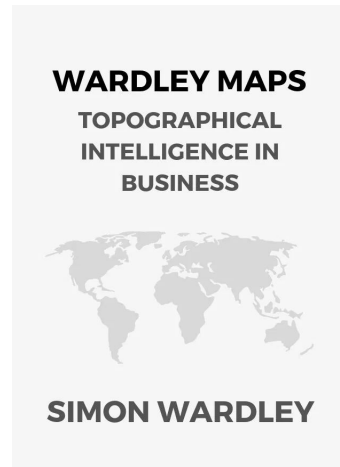 WARDLEY MAPS
TOPOGRAPHICAL
INTELLIGENCE IN
BUSINESS
SIMON WARDLEY